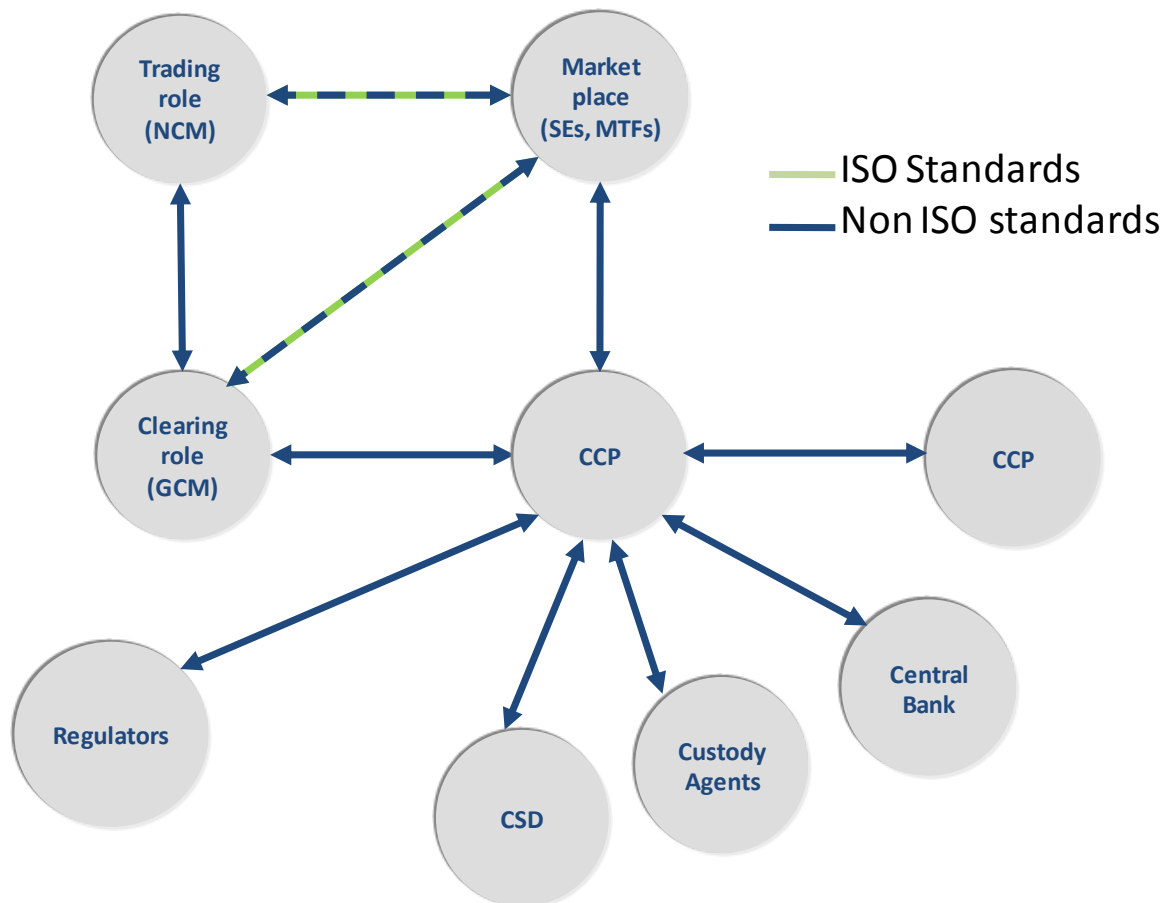 Trading
role
(NCM)
Market
place
(SEs, MTFs)
ISO Standards
Non ISO standards
Clearing
role
(GCM)
CCP
CCP
Regulators
CSD
Custody
Agents
Central
Bank